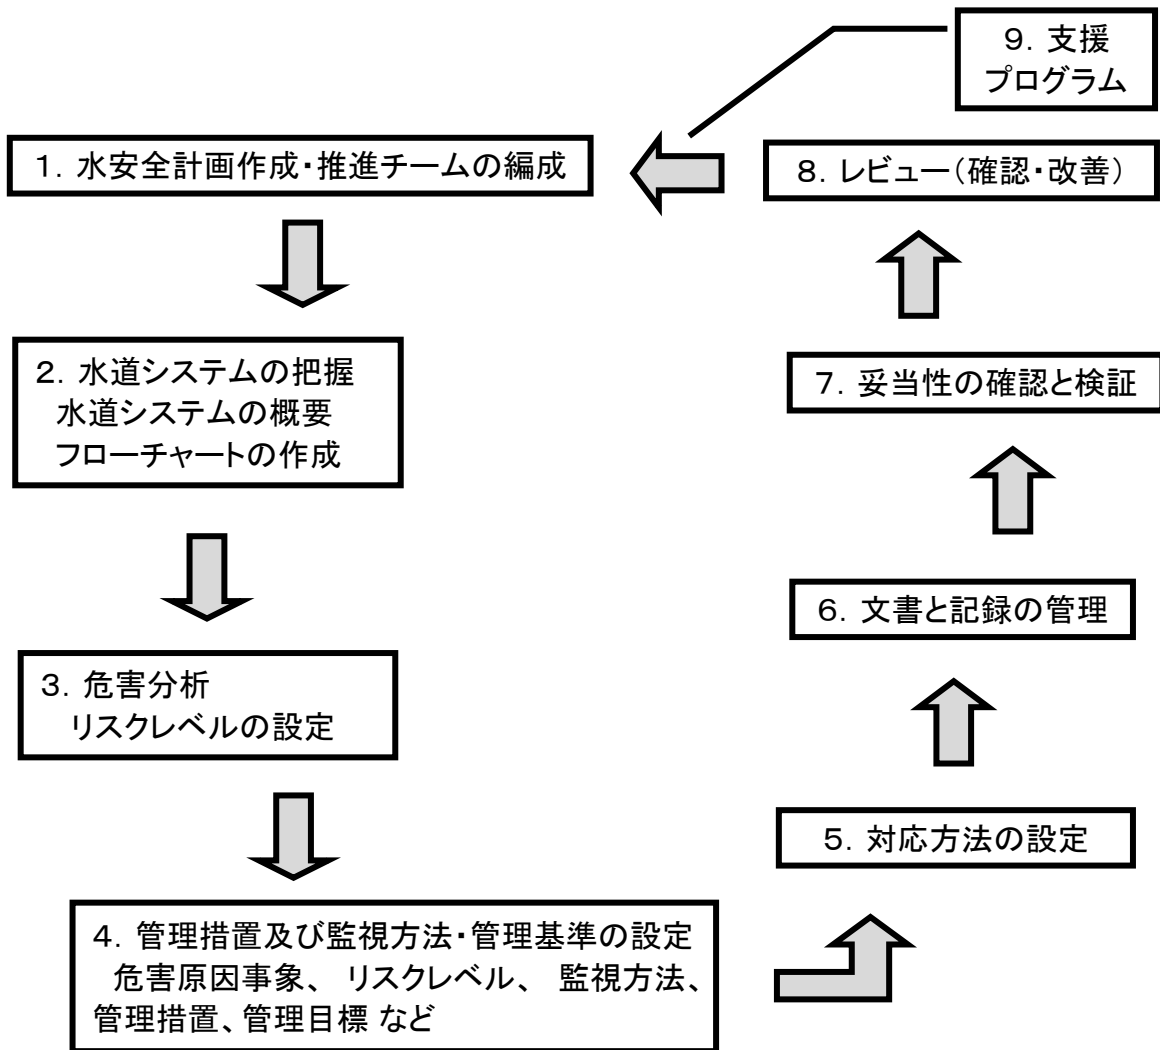 9．支援
プログラム
1．水安全計画作成・推進チームの編成
8．レビュー（確認・改善）
2．水道システムの把握
水道システムの概要
フローチャートの作成
7．妥当性の確認と検証
6．文書と記録の管理
3．危害分析
リスクレベルの設定
5．対応方法の設定
4．管理措置及び監視方法・管理基準の設定
危害原因事象、 リスクレベル、 監視方法、
管理措置、管理目標 など